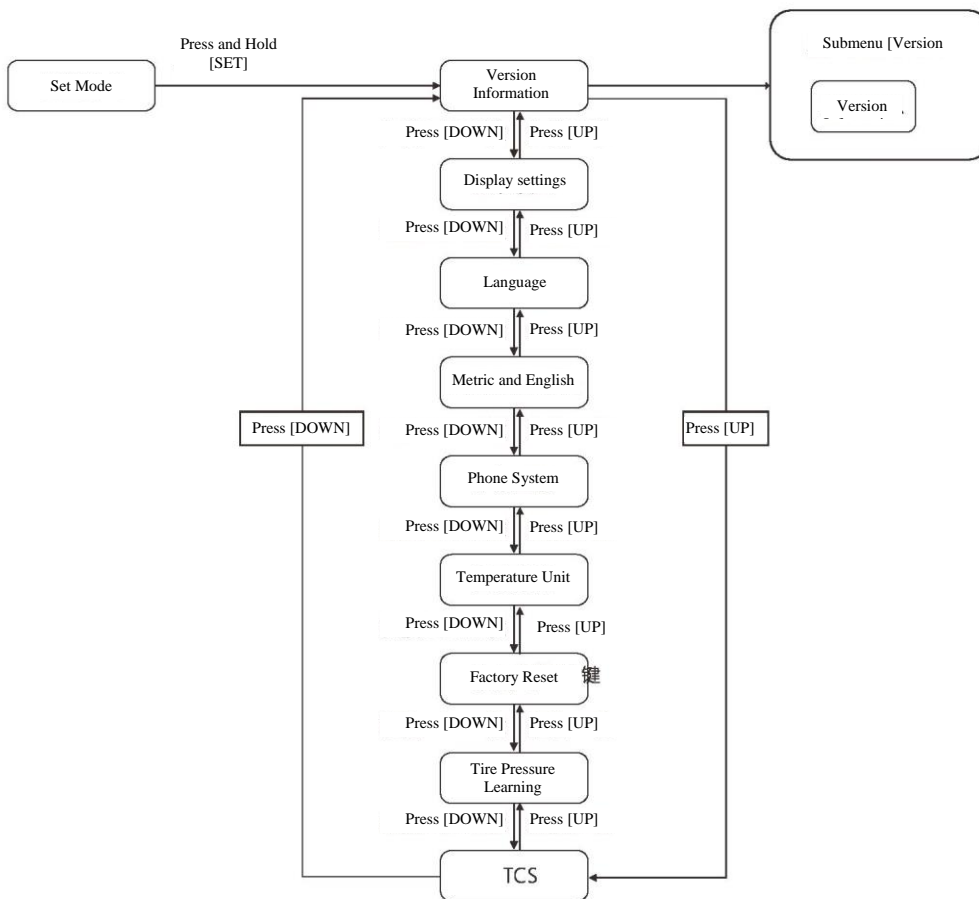 Press and Hold
[SET]
Set Mode
Version
Information
Submenu [Version
Version
Press [DOWN]
Press [UP]
Display settings
Press [DOWN]
Press [UP]
Language
Press [DOWN]
Press [UP]
Metric and English
Press [DOWN]
Press [DOWN]
Press [UP]
Press [UP]
Phone System
Press [DOWN]
Press [UP]
Temperature Unit
Press [DOWN]
Press [UP]
Factory Reset
键
Press [DOWN]
Press [UP]
Tire Pressure
Learning
Press [DOWN]
Press [UP]
TCS